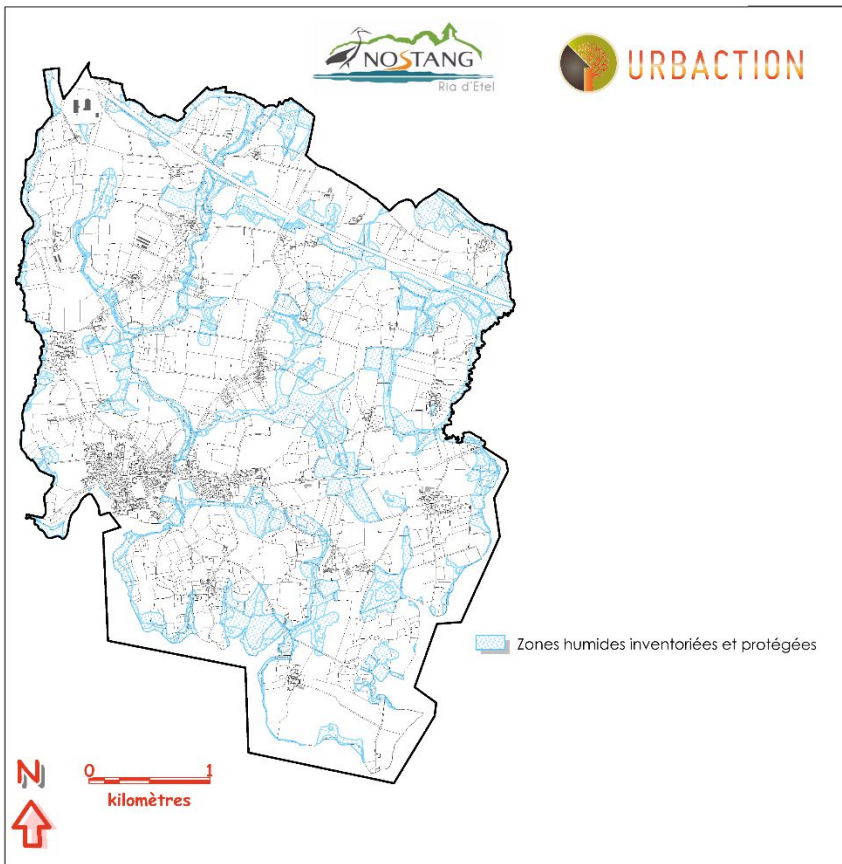 NOSTANG
Ria d'Etel
URBACTION
Zones humides inventoriées et protégées
N
0 1
kilomètres